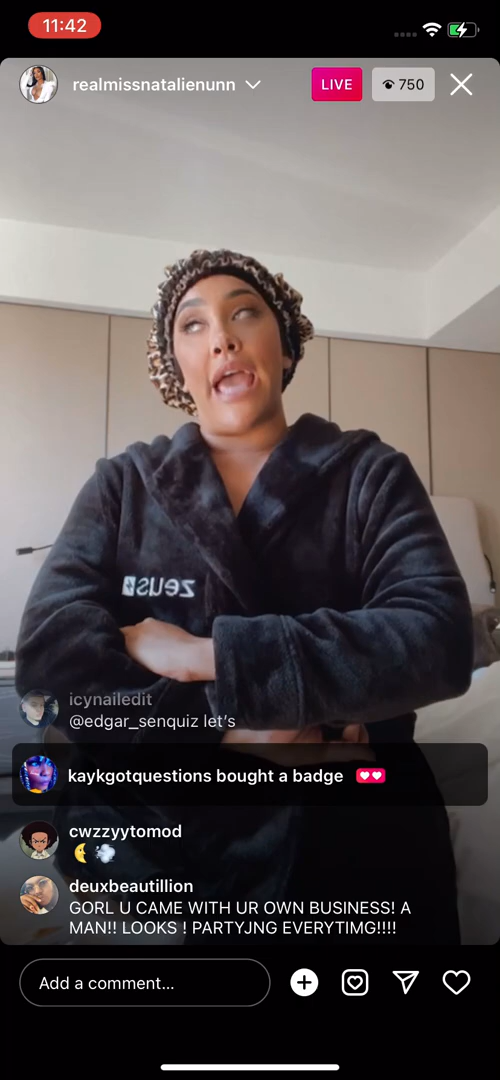 11:42
realmissnatalienunn
LIVE
750
zeus
icynailedit
@edgar_senquiz let's
kaykgotquestions bought a badge
cwzzyytomod
🌜💨
deuxbeautillion
GORL U CAME WITH UR OWN BUSINESS! A
MAN!! LOOKS ! PARTYJNG EVERYTIMG!!!!
Add a comment...